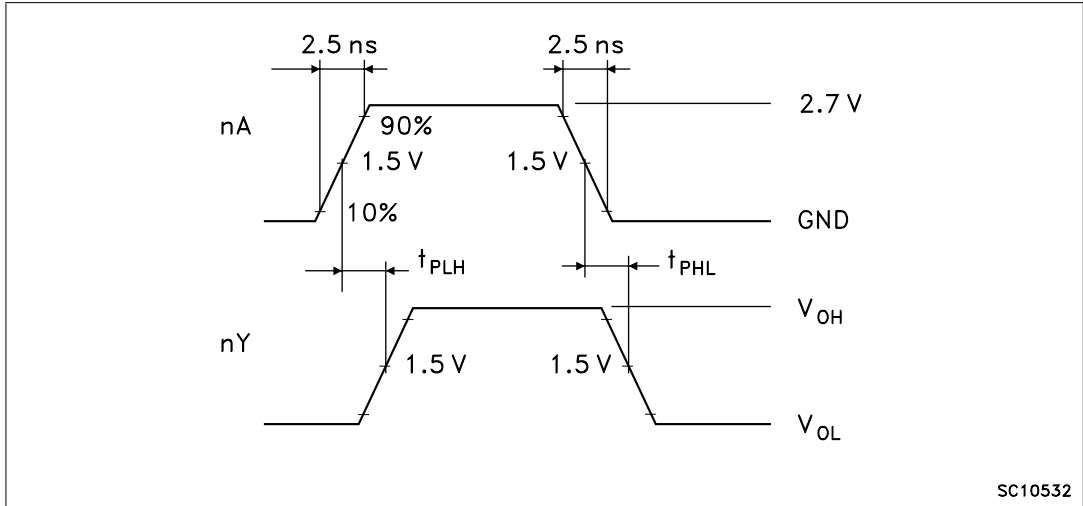 2.5 ns
2.5 ns
2.7 V
nA
90%
1.5 V
1.5 V
10%
GND
tPLH
tPHL
VOH
nY
1.5 V
1.5 V
VOL
SC10532